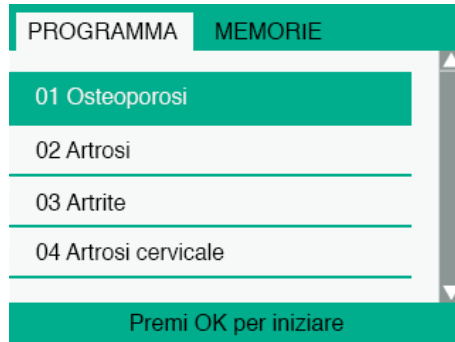 PROGRAMMA MEMORIE
01 Osteoporosi
02 Artrosi
03 Artrite
04 Artrosi cervicale
Premi OK per iniziare